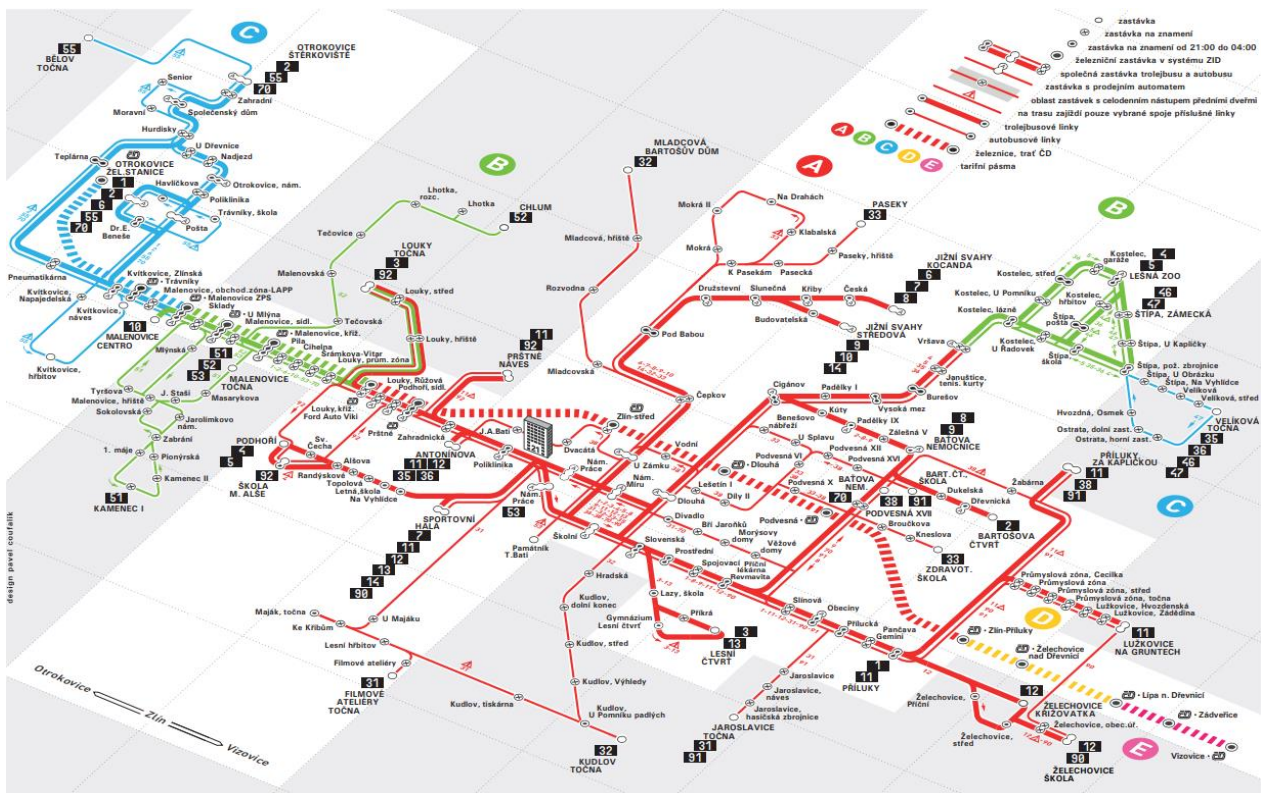 55
BĚLOV
TOČNA
C
OTROKOVICE
ŠTĚRKOVIŠTĚ
2
55
70
Senior
Zahradní
Společenský dům
Moravní
Hurdisky
U Dřevnice
Nadjezd
Teplárna
OTROKOVICE
ŽEL.STANICE
1
2
6
55
70
Havlíčkova
Otrokovice, nám.
Poliklinika
Trávníky, škola
Dr.E.
Beneše
Pošta
Pneumatikárna
Kvítkovice, Zlínská
Trávníky
Kvítkovice,
Napajedelská
Malenovice, obchod.zóna-LAPP
Malenovice ZPS
Sklady
U Mlýna
Malenovice, sídl.
Kvítkovice,
náves
10
MALENOVICE
CENTRO
Malenovice, kříž.
Pila
Cihelna
Šrámkova-Vitar
Louky, prům. zóna
Kvítkovice,
hřbitov
Mlýnská
51
52
53
MALENOVICE
TOČNA
Tyršova
Malenovice, hřiště
J. Staši
Masarykova
Sokolovská
Jarolímkovo
nám.
Zabrání
1. máje
Pionýrská
Kamenec II
51
KAMENEC I
B
Lhotka,
rozc.
Lhotka
CHLUM
52
Tečovice
LOUKY
TOČNA
3
92
Malenovská
Louky, střed
Tečovská
Louky, hřiště
11
92
PRŠTNÉ
NÁVES
Louky, Růžová
Podhoří, sídl.
Louky, kříž.
Ford Auto Viki
Prštné
Zahradnická
PODHOŘÍ
4
5
Sv.
Čecha
ANTONÍNOVA
11
12
35
36
92
ŠKOLA
M. ALŠE
Alšova
Randýskově
Topolová
Letná,škola
Na Vyhlídce
SPORTOVNÍ
HALA
7
11
12
13
14
90
J.A.Bati
21
Dvacátá
Poliklinika
Nám.
Práce
Nám.
Práce
53
U Zámku
Nám.
Míru
Památník
T.Bati
Školní
MLADCOVÁ
BARTOŠŮV DŮM
32
Mladcová, hřiště
Rozvodna
Mladcovská
A
Mokrá II
Na Drahách
PASEKY
33
Klabalská
Mokrá
K Pasekám
Pasecká
Paseky, hřiště
Družstevní
Slunečná
Křiby
Česká
JIŽNÍ SVAHY
KOCANDA
6
7
8
Budovatelská
Pod Babou
JIŽNÍ SVAHY
STŘEDOVÁ
9
10
14
Čepkov
Zlín-střed
Vodní
Dlouhá
Cigánov
Padělky I
Vysoká mez
Benešovo
nábřeží
Kúty
Padělky IX
Zálešná V
8
9
BAŤOVA
NEMOCNICE
U Splavu
Podvesná XII
Podvesná VI
Podvesná XVI
Lešetín I
Podvesná X
BAŤOVA
NEM.
70
Dlouhá
Díly II
Divadlo
Podvesná
38
91
PODVESNÁ XVII
BART.ČT.,
ŠKOLA
Dukelská
Dřevnická
2
BARTOŠOVA
ČTVRŤ
Žabárna
Broučkova
Kneslova
33
ZDRAVOT.
ŠKOLA
Bří Jaroňků
Morýsovy
domy
Věžové
domy
Slovenská
Prostřední
Spojovací
Příční
lékárna
Revmavita
Hradská
Lazy, škola
Kudlov,
dolní konec
Gymnázium
Lesní čtvrť
Příkrá
3
13
LESNÍ
ČTVRŤ
Slínová
Obeciny
Přílucká
Pančava
Gemini
1
11
PŘÍLUKY
Maják, točna
U Majáku
Ke Křibům
Lesní hřbitov
Filmové ateliéry
31
FILMOVÉ
ATELIÉRY
TOČNA
Kudlov, střed
Kudlov, Výhledy
Kudlov, tiskárna
Kudlov,
U Pomníku padlých
32
KUDLOV
TOČNA
Jaroslavice
Jaroslavice,
náves
Jaroslavice,
hasičská zbrojnice
JAROSLAVICE
TOČNA
31
91
Vršava
Januštice,
tenis. kurty
Burešov
B
Kostelec,
garáže
4
5
LEŠNÁ ZOO
Kostelec, střed
Kostelec, U Pomníku
Kostelec,
hřbitov
46
47
ŠTÍPA, ZÁMECKÁ
Kostelec, lázně
Štípa,
pošta
Kostelec,
U Řadovek
Štípa, U Kapličky
Štípa,
škola
Štípa, pož. zbrojnice
Štípa, U Obrázku
Štípa, Na Vyhlídce
Veliková
Veliková, střed
Hvozdná, Osmek
Ostrata, dolní zast.
Ostrata, horní zast.
VELÍKOVÁ
TOČNA
35
36
46
47
C
PŘÍLUKY
ZA KAPLIČKOU
11
38
91
Průmyslová zóna, Cecilka
Průmyslová zóna
Průmyslová zóna, střed
Průmyslová zóna, točna
Lužkovice, Hvozdenská
Lužkovice, Zádědina
11
LUŽKOVICE
NA GRUNTECH
D
Zlín-Příluky
Želechovice
nad Dřevnicí
Lípa n. Dřevnicí
Zádveřice
Vizovice
E
12
ŽELECHOVICE
KŘIŽOVATKA
Želechovice,
Příční
Želechovice, obec.úř.
Želechovice,
střed
12
90
ŽELECHOVICE
ŠKOLA
zastávka
zastávka na znamení
zastávka na znamení od 21:00 do 04:00
železniční zastávka v systému ZID
společná zastávka trolejbusu a autobusu
zastávka s prodejním automatem
oblast zastávek s celodenním nástupem předními dveřmi
na trasu zajíždí pouze vybrané spoje příslušné linky
trolejbusové linky
autobusové linky
železnice, trať ČD
tarifní pásma
A B C D E
Otrokovice
Zlín
Vizovice
design pavel coufalík